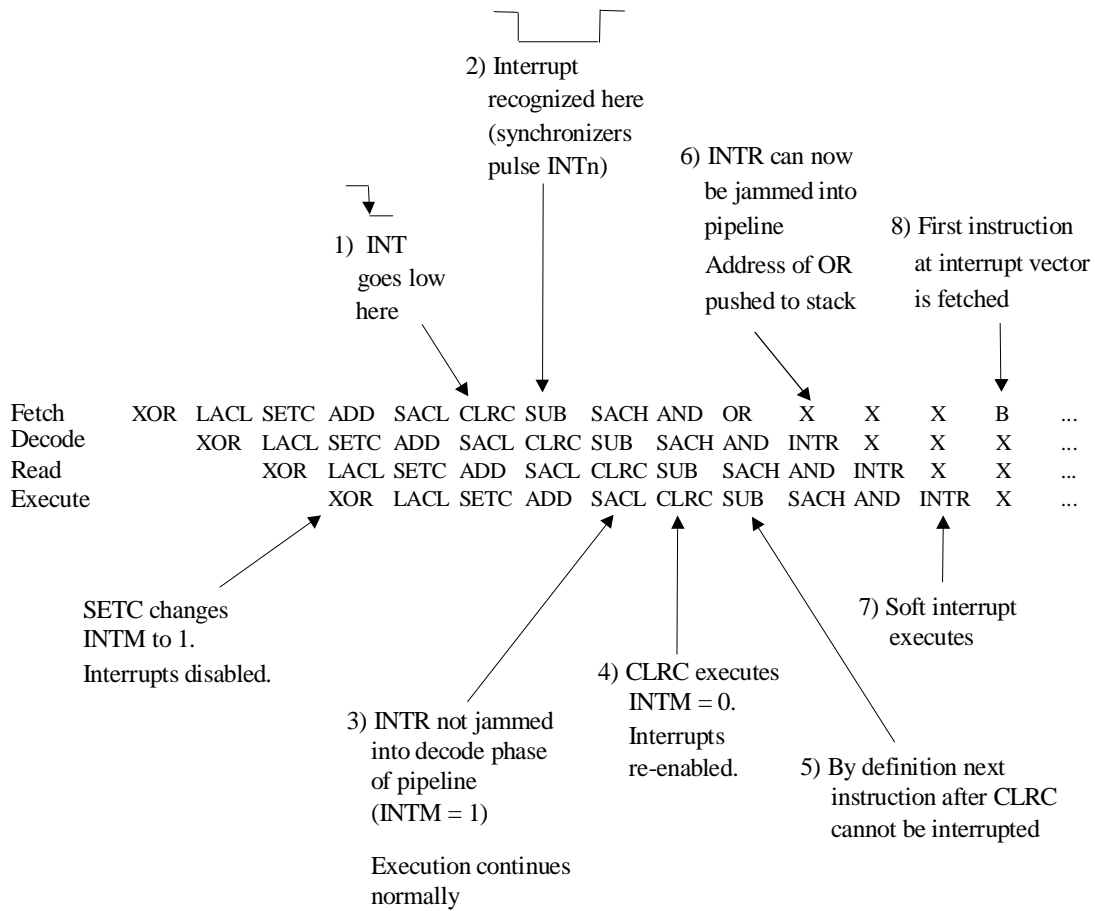 2) Interrupt
recognized here
(synchronizers
pulse INTn)
6) INTR can now
be jammed into
pipeline
Address of OR
pushed to stack
8) First instruction
at interrupt vector
is fetched
1) INT
goes low
here
Fetch XOR LACL SETC ADD SACL CLRC SUB SACH AND OR X X X B ...
Decode XOR LACL SETC ADD SACL CLRC SUB SACH AND INTR X X X ...
Read XOR LACL SETC ADD SACL CLRC SUB SACH AND INTR X X ...
Execute XOR LACL SETC ADD SACL CLRC SUB SACH AND INTR X ...
SETC changes
INTM to 1.
Interrupts disabled.
3) INTR not jammed
into decode phase
of pipeline
(INTM = 1)
Execution continues
normally
4) CLRC executes
INTM = 0.
Interrupts
re-enabled.
7) Soft interrupt
executes
5) By definition next
instruction after CLRC
cannot be interrupted